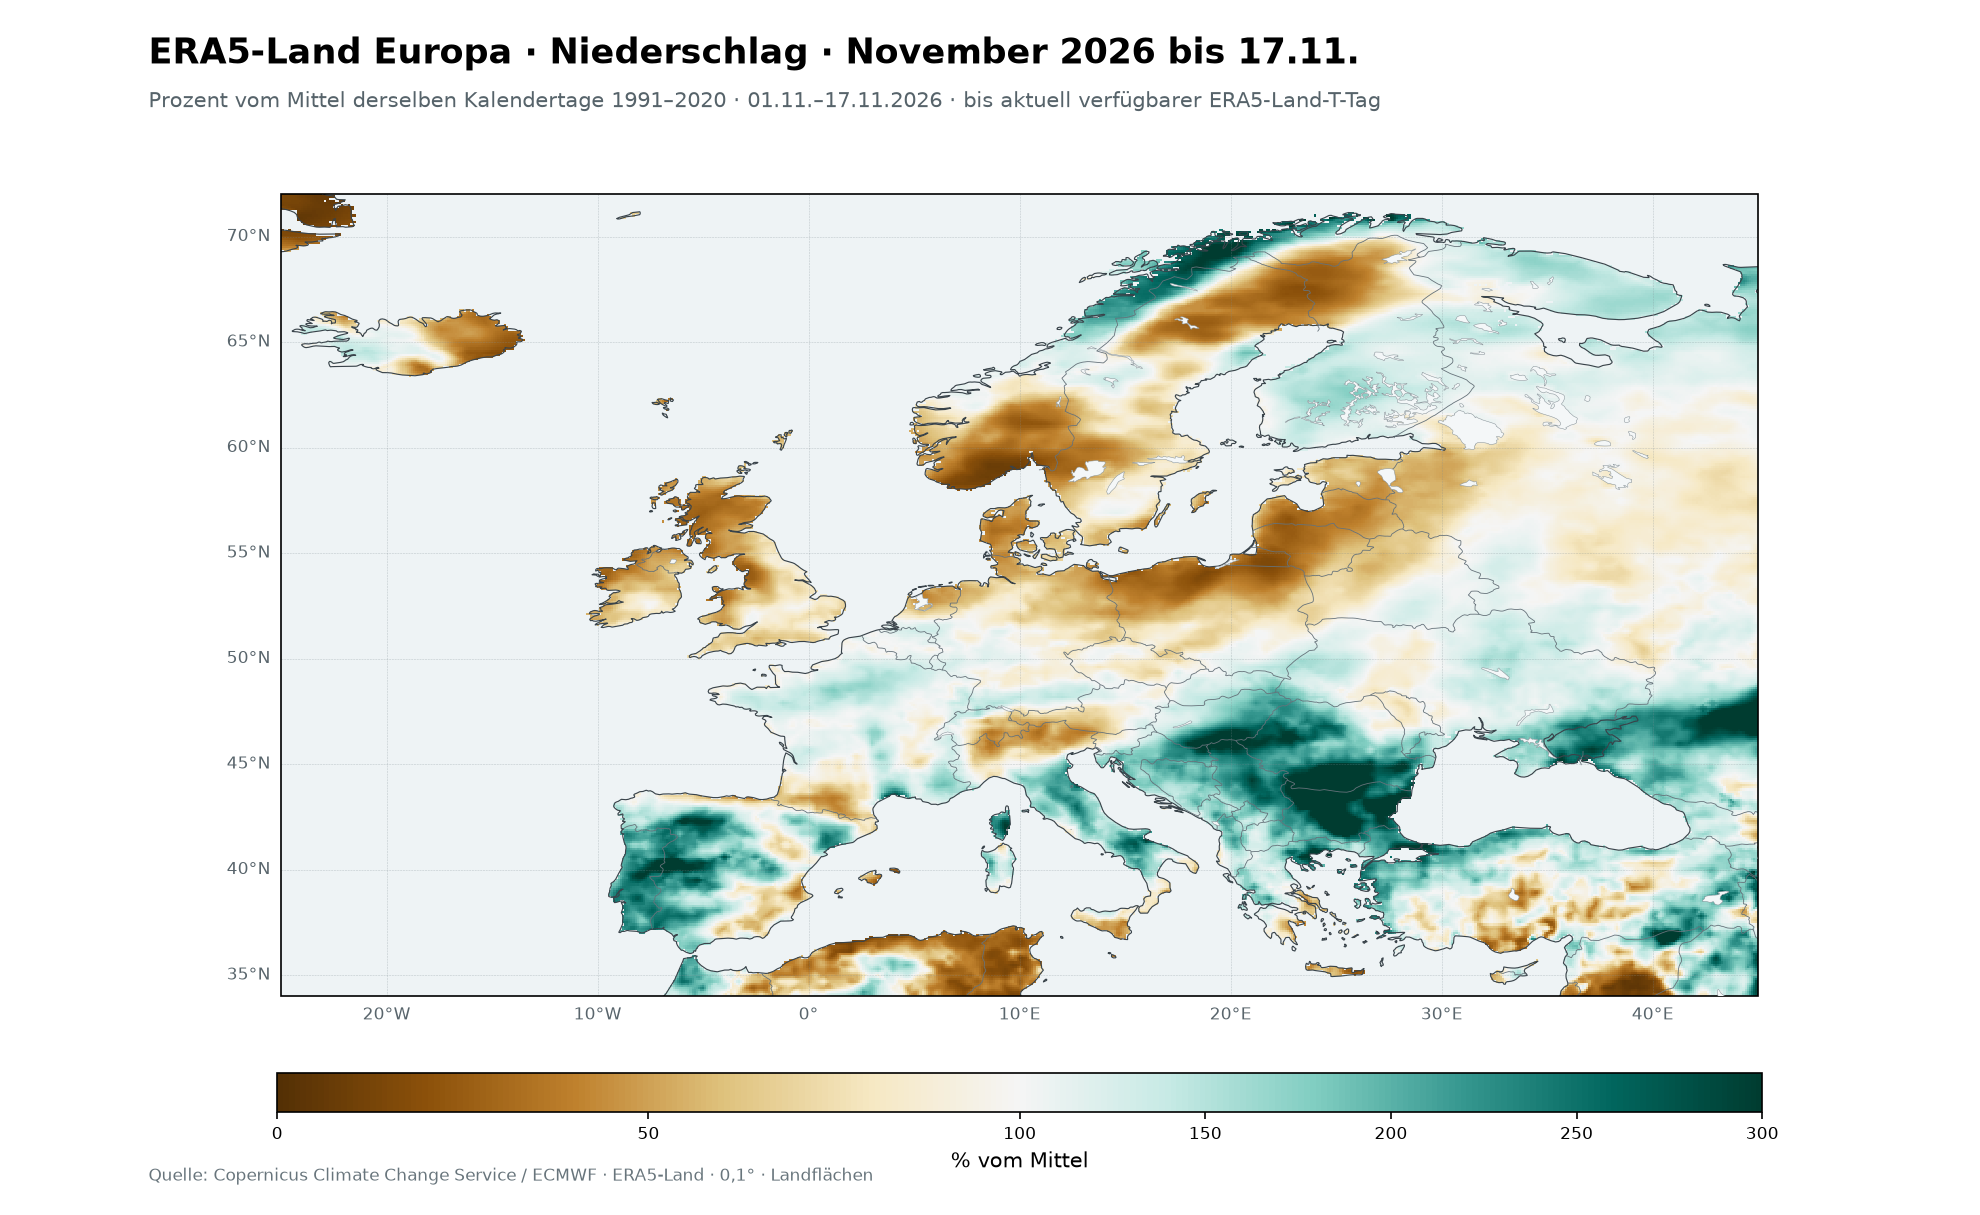 ERA5-Land Europa · Niederschlag · November 2026 bis 17.11.
Prozent vom Mittel derselben Kalendertage 1991–2020 · 01.11.–17.11.2026 · bis aktuell verfügbarer ERA5-Land-T-Tag
70°N
65°N
60°N
55°N
50°N
45°N
40°N
35°N
20°W 10°W 0° 10°E 20°E 30°E 40°E
0 50 100 150 200 250 300
% vom Mittel
Quelle: Copernicus Climate Change Service / ECMWF · ERA5-Land · 0,1° · Landflächen